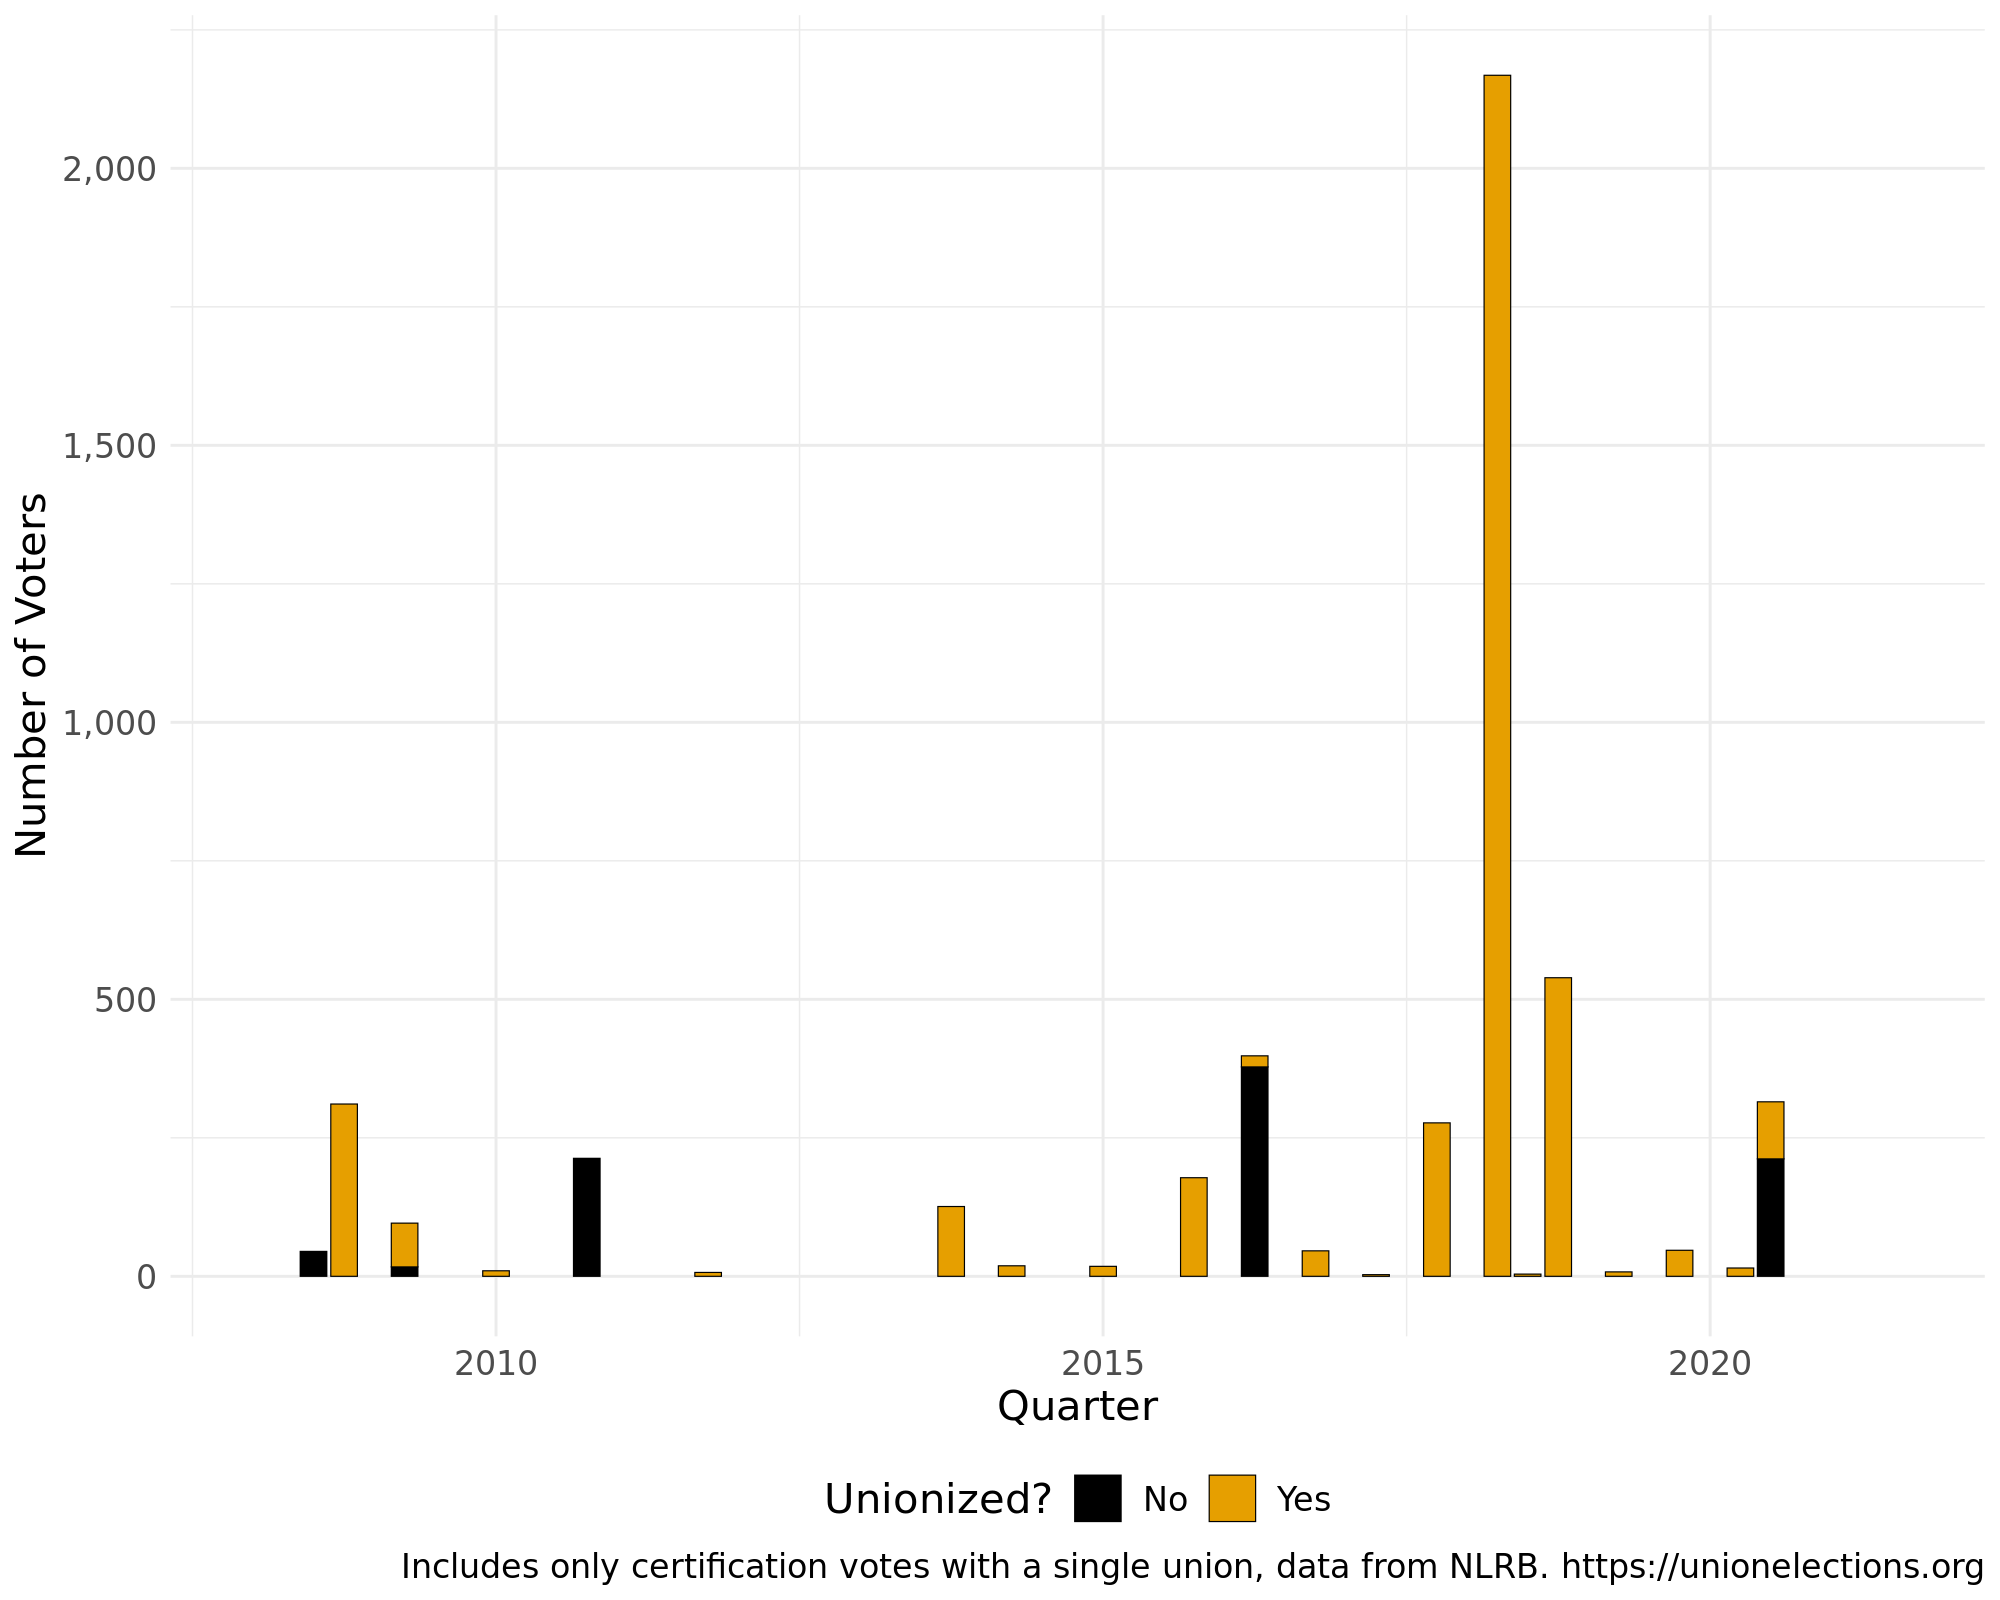 Number of Voters
2,000
1,500
1,000
500
0
2010 2015 2020
Quarter
Unionized? No Yes
Includes only certification votes with a single union, data from NLRB. https://unionelections.org